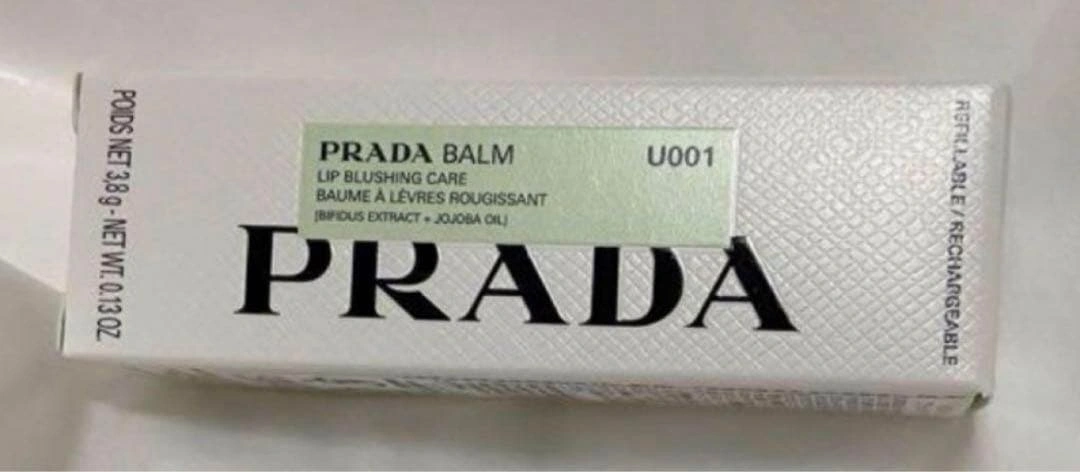 POIDS NET 3,8 g - NET WT. 0.13 OZ
PRADA BALM U001
LIP BLUSHING CARE
BAUME À LÈVRES ROUGISSANT
[BIFIDUS EXTRACT + JOJOBA OIL]
PRADA
REFILLABLE / RECHARGEABLE